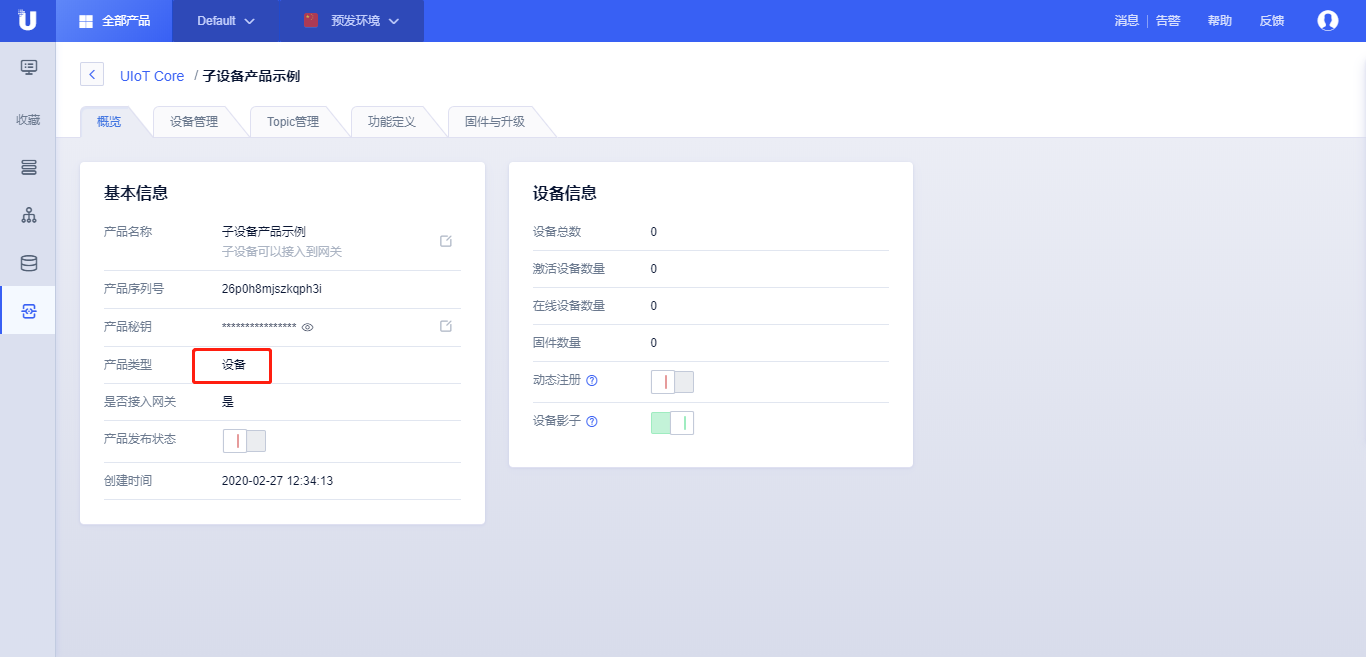 U 全部产品 Default 预发环境 消息 告警 帮助 反馈
收藏
UIoT Core / 子设备产品示例
概览 设备管理 Topic管理 功能定义 固件与升级
基本信息
产品名称 子设备产品示例
子设备可以接入到网关
产品序列号 26p0h8mjszkqph3i
产品秘钥 ****************
产品类型 设备
是否接入网关 是
产品发布状态
创建时间 2020-02-27 12:34:13
设备信息
设备总数 0
激活设备数量 0
在线设备数量 0
固件数量 0
动态注册 ?
设备影子 ?